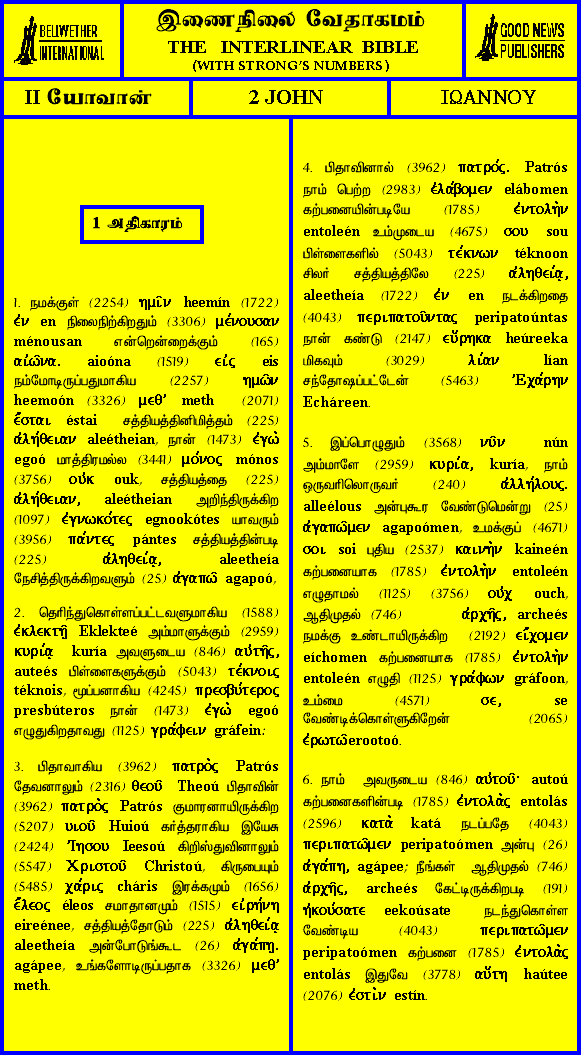 BELLWETHER
INTERNATIONAL
இணைநிலை வேதாகமம்
THE INTERLINEAR BIBLE
(WITH STRONG'S NUMBERS)
GOOD NEWS
PUBLISHERS
II யோவான்
2 JOHN
ΙΩΑΝΝΟΥ
1 அதிகாரம்
1. நமக்குள் (2254) ημῖν heemín (1722)
ἐν en நிலைநிற்கிறதும் (3306) μένουσαν
ménousan என்றென்றைக்கும் (165)
αἰῶνα. aioóna (1519) εἰς eis
நம்மோடிருப்பதுமாகிய (2257) ημῶν
heemoón (3326) μεθ' meth (2071)
ἔσται éstai சத்தியத்தினிமித்தம் (225)
ἀλήθειαν aleétheian, நான் (1473) ἐγὼ
egoó மாத்திரமல்ல (3441) μόνος mónos
(3756) οὐκ ouk, சத்தியத்தை (225)
ἀλήθειαν, aleétheian அறிந்திருக்கிற
(1097) ἐγνωκότες egnookótes யாவரும்
(3956) πάντες pántes சத்தியத்தின்படி
(225) ἀληθείᾳ, aleetheía
நேசித்திருக்கிறவளும் (25) ἀγαπῶ agapoó,
2. தெரிந்துகொள்ளப்பட்டவளுமாகிய (1588)
ἐκλεκτῇ Eklekteé அம்மாளுக்கும் (2959)
κυρίᾳ kuría அவளுடைய (846) αὐτῆς,
auteés பிள்ளைகளுக்கும் (5043) τέκνοις
téknois, மூப்பனாகிய (4245) πρεσβύτερος
presbúteros நான் (1473) ἐγὼ egoó
எழுதுகிறதாவது (1125) γράφειν gráfein;
3. பிதாவாகிய (3962) πατρὸς Patrós
தேவனாலும் (2316) θεοῦ Theoú பிதாவின்
(3962) πατρὸς Patrós குமாரனாயிருக்கிற
(5207) υιοῦ Huioú கர்த்தராகிய இயேசு
(2424) Ἰησου Ieesoú கிறிஸ்துவினாலும்
(5547) Χριστοῦ Christoú, கிருபையும்
(5485) χάρις cháris இரக்கமும் (1656)
ἔλεος éleos சமாதானமும் (1515) εἰρήνη
eireénee, சத்தியத்தோடும் (225) ἀληθείᾳ
aleetheía அன்போடுங்கூட (26) ἀγάπῃ.
agápee, உங்களோடிருப்பதாக (3326) μεθ'
meth.
4. பிதாவினால் (3962) πατρός. Patrós
நாம் பெற்ற (2983) ἐλάβομεν elábomen
கற்பனையின்படியே (1785) ἐντολὴν
entoleén உம்முடைய (4675) σου sou
பிள்ளைகளில் (5043) τέκνων téknoon
சிலர் சத்தியத்திலே (225) ἀληθείᾳ,
aleetheía (1722) ἐν en நடக்கிறதை
(4043) περιπατοῦντας peripatoúntas
நான் கண்டு (2147) εὕρηκα heúreeka
மிகவும் (3029) λίαν lían
சந்தோஷப்பட்டேன் (5463) Ἐχάρην
Echáreen.
5. இப்பொழுதும் (3568) νῦν nún
அம்மாளே (2959) κυρία, kuría, நாம்
ஒருவரிலொருவர் (240) ἀλλήλους.
alleélous அன்புகூர வேண்டுமென்று (25)
ἀγαπῶμεν agapoómen, உமக்குப் (4671)
σοι soi புதிய (2537) καινὴν kaineén
கற்பனையாக (1785) ἐντολὴν entoleén
எழுதாமல் (1125) (3756) οὐχ ouch,
ஆதிமுதல் (746) ἀρχῆς, archeés
நமக்கு உண்டாயிருக்கிற (2192) εἴχομεν
eíchomen கற்பனையாக (1785) ἐντολὴν
entoleén எழுதி (1125) γράφων gráfoon,
உம்மை (4571) σε, se
வேண்டிக்கொள்ளுகிறேன் (2065)
ἐρωτῶ erootoó.
6. நாம் அவருடைய (846) αὐτοῦ· autoú
கற்பனைகளின்படி (1785) ἐντολὰς entolás
(2596) κατὰ katá நடப்பதே (4043)
περιπατῶμεν peripatoómen அன்பு (26)
ἀγάπη, agápee; நீங்கள் ஆதிமுதல் (746)
ἀρχῆς, archeés கேட்டிருக்கிறபடி (191)
ἠκούσατε eekoúsate நடந்துகொள்ள
வேண்டிய (4043) περιπατῶμεν
peripatoómen கற்பனை (1785) ἐντολὰς
entolás இதுவே (3778) αὕτη haútee
(2076) ἐστὶν estín.